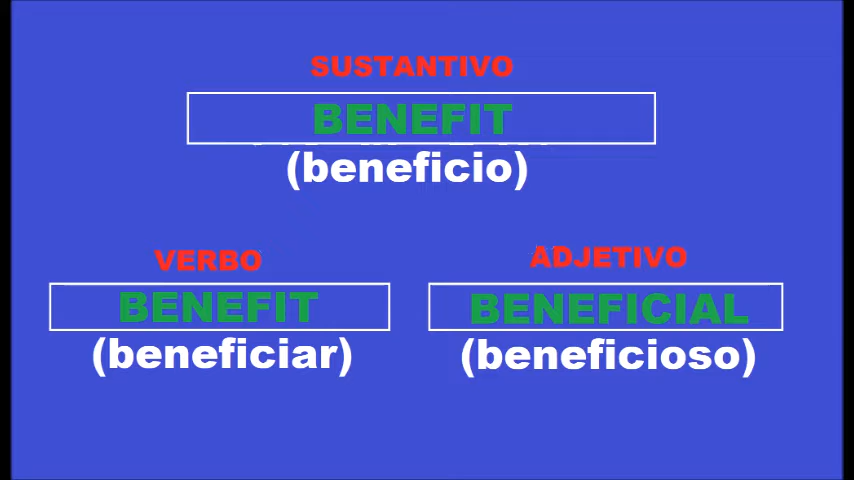 SUSTANTIVO
BENEFIT
(beneficio)
VERBO
BENEFIT
(beneficiar)
ADJETIVO
BENEFICIAL
(beneficioso)